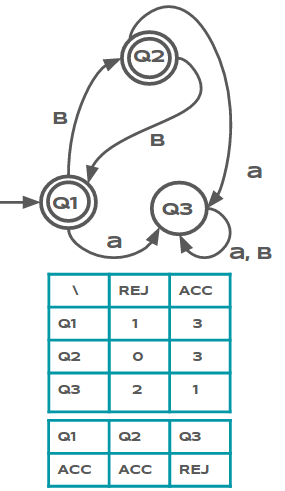 Q2
B
B
a
Q1
Q3
a
a, B
\ REJ ACC
Q1 1 3
Q2 0 3
Q3 2 1
Q1 Q2 Q3
ACC ACC REJ